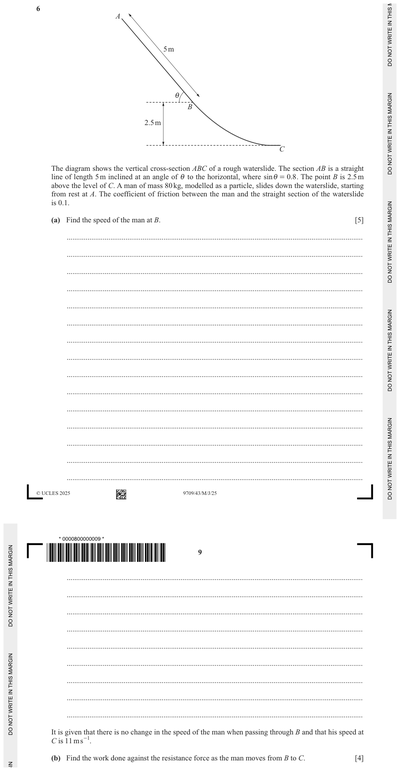 6
A
5 m
θ
B
2.5 m
C
The diagram shows the vertical cross-section ABC of a rough waterslide. The section AB is a straight
line of length 5 m inclined at an angle of θ to the horizontal, where sin θ = 0.8. The point B is 2.5 m
above the level of C. A man of mass 80 kg, modelled as a particle, slides down the waterslide, starting
from rest at A. The coefficient of friction between the man and the straight section of the waterslide
is 0.1.
(a) Find the speed of the man at B. [5]
© UCLES 2025 9709/43/M/J/25
DO NOT WRITE IN THIS MARGIN
DO NOT WRITE IN THIS MARGIN
DO NOT WRITE IN THIS MARGIN
DO NOT WRITE IN THIS MARGIN
DO NOT WRITE IN THIS MARGIN
* 0000800000009 *
9
It is given that there is no change in the speed of the man when passing through B and that his speed at
C is 11 m s⁻¹.
(b) Find the work done against the resistance force as the man moves from B to C. [4]
DO NOT WRITE IN THIS MARGIN
DO NOT WRITE IN THIS MARGIN
IN